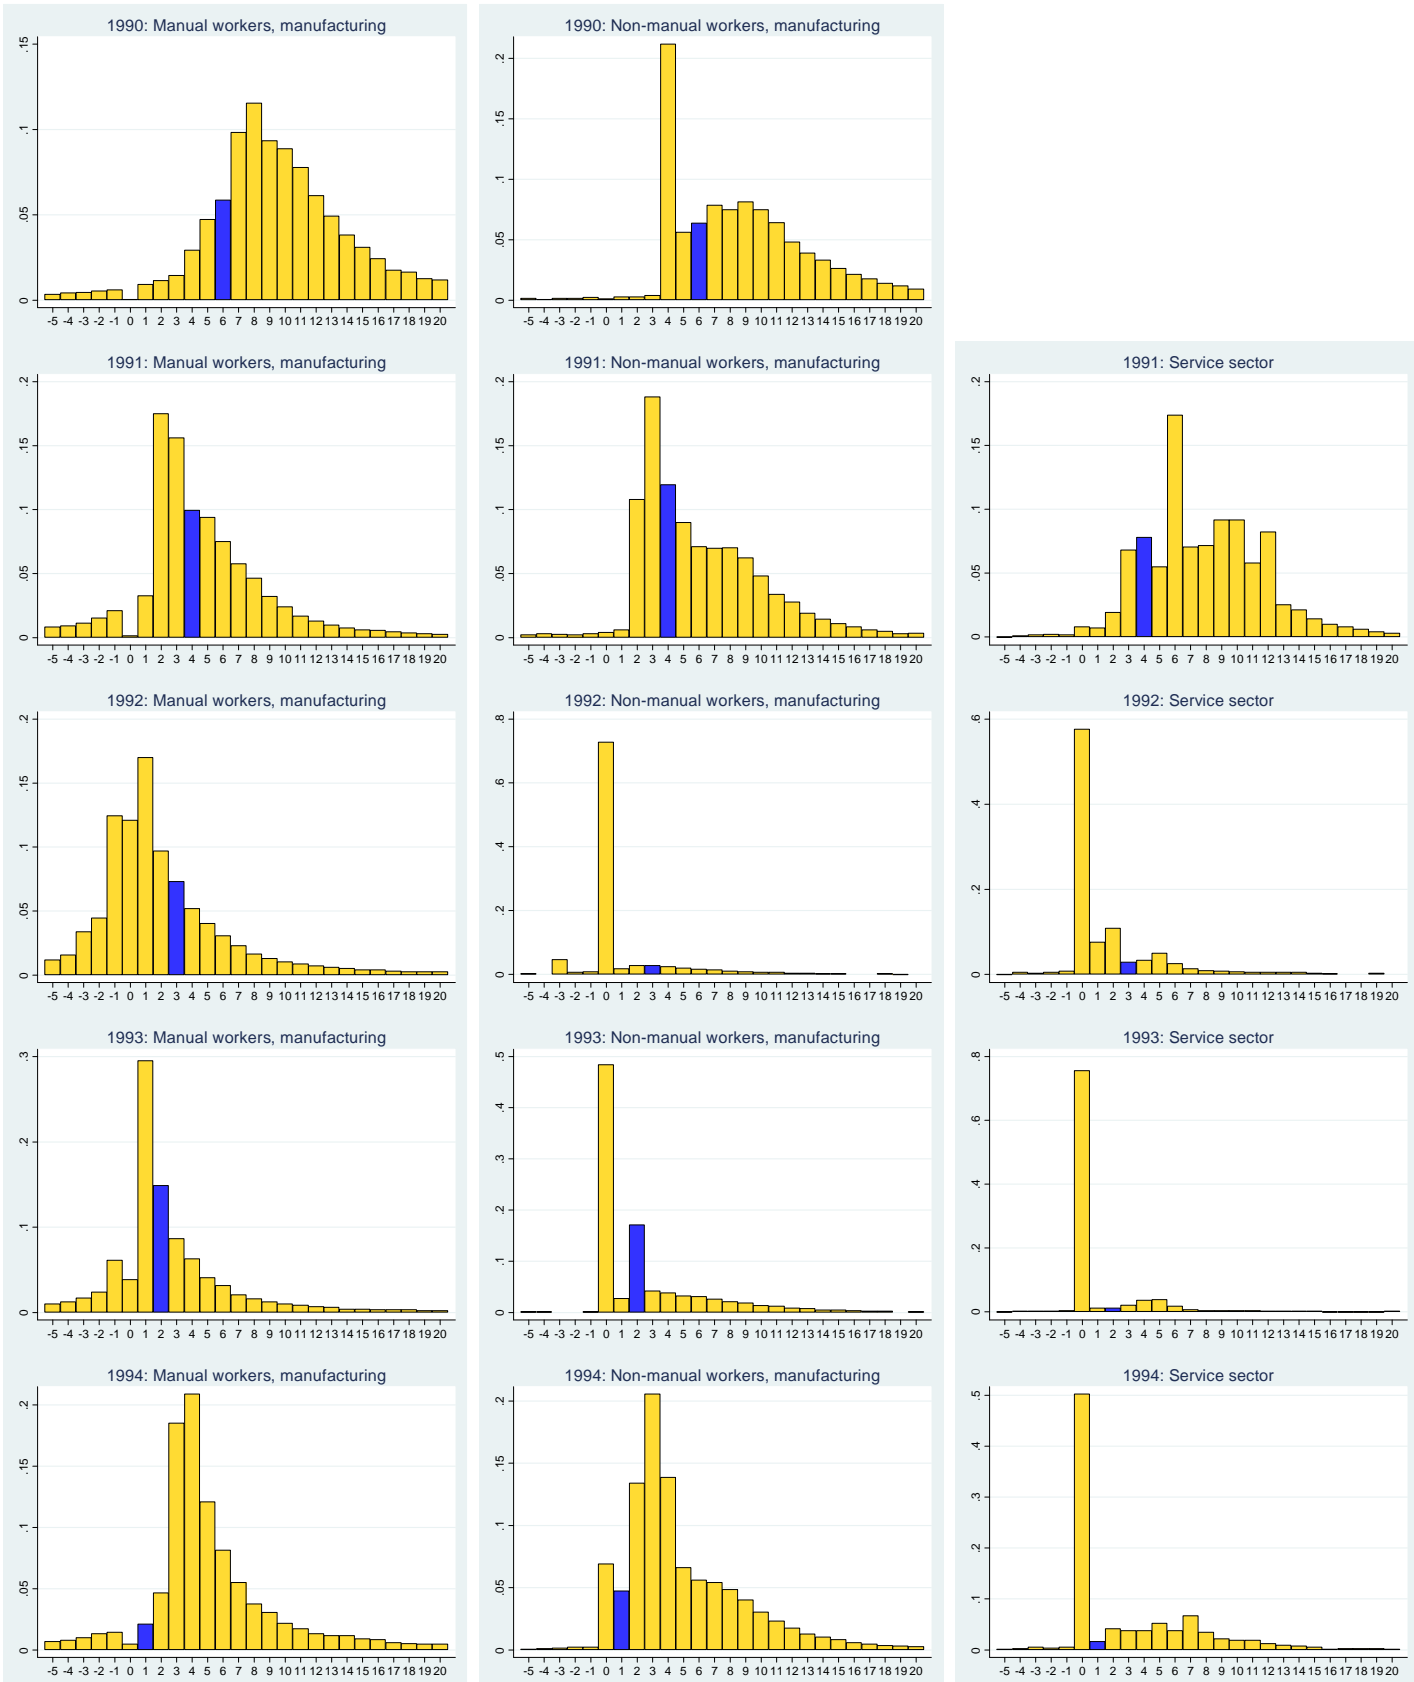 1990: Manual workers, manufacturing
.15
.1
.05
0
-5 -4 -3 -2 -1 0 1 2 3 4 5 6 7 8 9 10 11 12 13 14 15 16 17 18 19 20
1990: Non-manual workers, manufacturing
.2
.15
.1
.05
0
-5 -4 -3 -2 -1 0 1 2 3 4 5 6 7 8 9 10 11 12 13 14 15 16 17 18 19 20
1991: Manual workers, manufacturing
.2
.15
.1
.05
0
-5 -4 -3 -2 -1 0 1 2 3 4 5 6 7 8 9 10 11 12 13 14 15 16 17 18 19 20
1991: Non-manual workers, manufacturing
.2
.15
.1
.05
0
-5 -4 -3 -2 -1 0 1 2 3 4 5 6 7 8 9 10 11 12 13 14 15 16 17 18 19 20
1991: Service sector
.2
.15
.1
.05
0
-5 -4 -3 -2 -1 0 1 2 3 4 5 6 7 8 9 10 11 12 13 14 15 16 17 18 19 20
1992: Manual workers, manufacturing
.2
.15
.1
.05
0
-5 -4 -3 -2 -1 0 1 2 3 4 5 6 7 8 9 10 11 12 13 14 15 16 17 18 19 20
1992: Non-manual workers, manufacturing
.8
.6
.4
.2
0
-5 -4 -3 -2 -1 0 1 2 3 4 5 6 7 8 9 10 11 12 13 14 15 16 17 18 19 20
1992: Service sector
.6
.4
.2
0
-5 -4 -3 -2 -1 0 1 2 3 4 5 6 7 8 9 10 11 12 13 14 15 16 17 18 19 20
1993: Manual workers, manufacturing
.3
.2
.1
0
-5 -4 -3 -2 -1 0 1 2 3 4 5 6 7 8 9 10 11 12 13 14 15 16 17 18 19 20
1993: Non-manual workers, manufacturing
.5
.4
.3
.2
.1
0
-5 -4 -3 -2 -1 0 1 2 3 4 5 6 7 8 9 10 11 12 13 14 15 16 17 18 19 20
1993: Service sector
.8
.6
.4
.2
0
-5 -4 -3 -2 -1 0 1 2 3 4 5 6 7 8 9 10 11 12 13 14 15 16 17 18 19 20
1994: Manual workers, manufacturing
.2
.15
.1
.05
0
-5 -4 -3 -2 -1 0 1 2 3 4 5 6 7 8 9 10 11 12 13 14 15 16 17 18 19 20
1994: Non-manual workers, manufacturing
.2
.15
.1
.05
0
-5 -4 -3 -2 -1 0 1 2 3 4 5 6 7 8 9 10 11 12 13 14 15 16 17 18 19 20
1994: Service sector
.5
.4
.3
.2
.1
0
-5 -4 -3 -2 -1 0 1 2 3 4 5 6 7 8 9 10 11 12 13 14 15 16 17 18 19 20